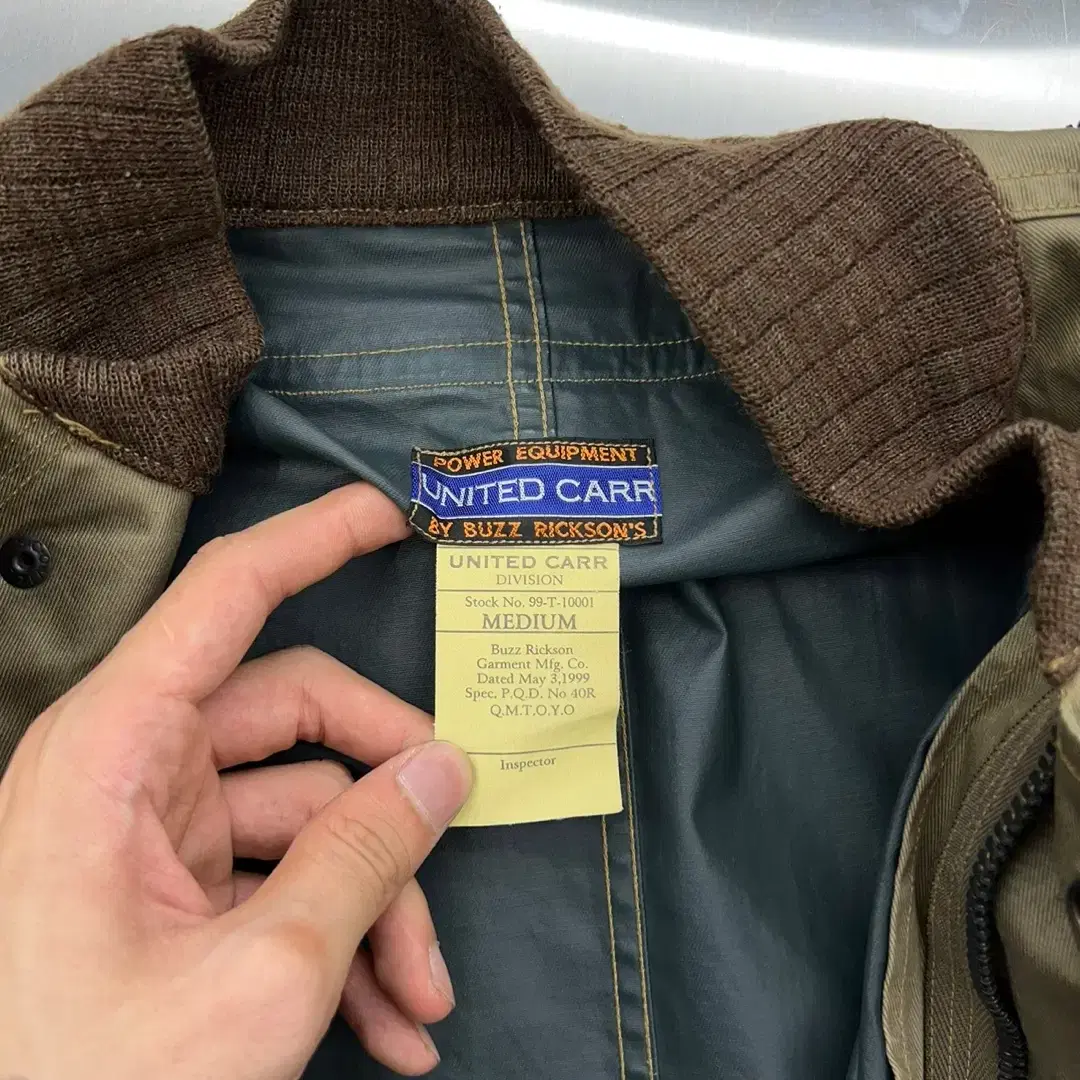 POWER EQUIPMENT
UNITED CARR
BY BUZZ RICKSON'S
UNITED CARR
DIVISION
Stock No. 99-T-10001
MEDIUM
Buzz Rickson
Garment Mfg. Co.
Dated May 3,1999
Spec. P.Q.D. No 40R
Q.M.T,O,Y.O
Inspector